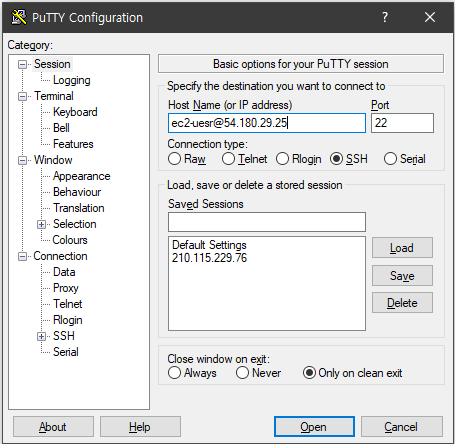 PuTTY Configuration
Category:
Session
Logging
Terminal
Keyboard
Bell
Features
Window
Appearance
Behaviour
Translation
Selection
Colours
Connection
Data
Proxy
Telnet
Rlogin
SSH
Serial
Basic options for your PuTTY session
Specify the destination you want to connect to
Host Name (or IP address) Port
ec2-uesr@54.180.29.25 22
Connection type:
Raw Telnet Rlogin SSH Serial
Load, save or delete a stored session
Saved Sessions
Default Settings
210.115.229.76
Load
Save
Delete
Close window on exit:
Always Never Only on clean exit
About Help Open Cancel